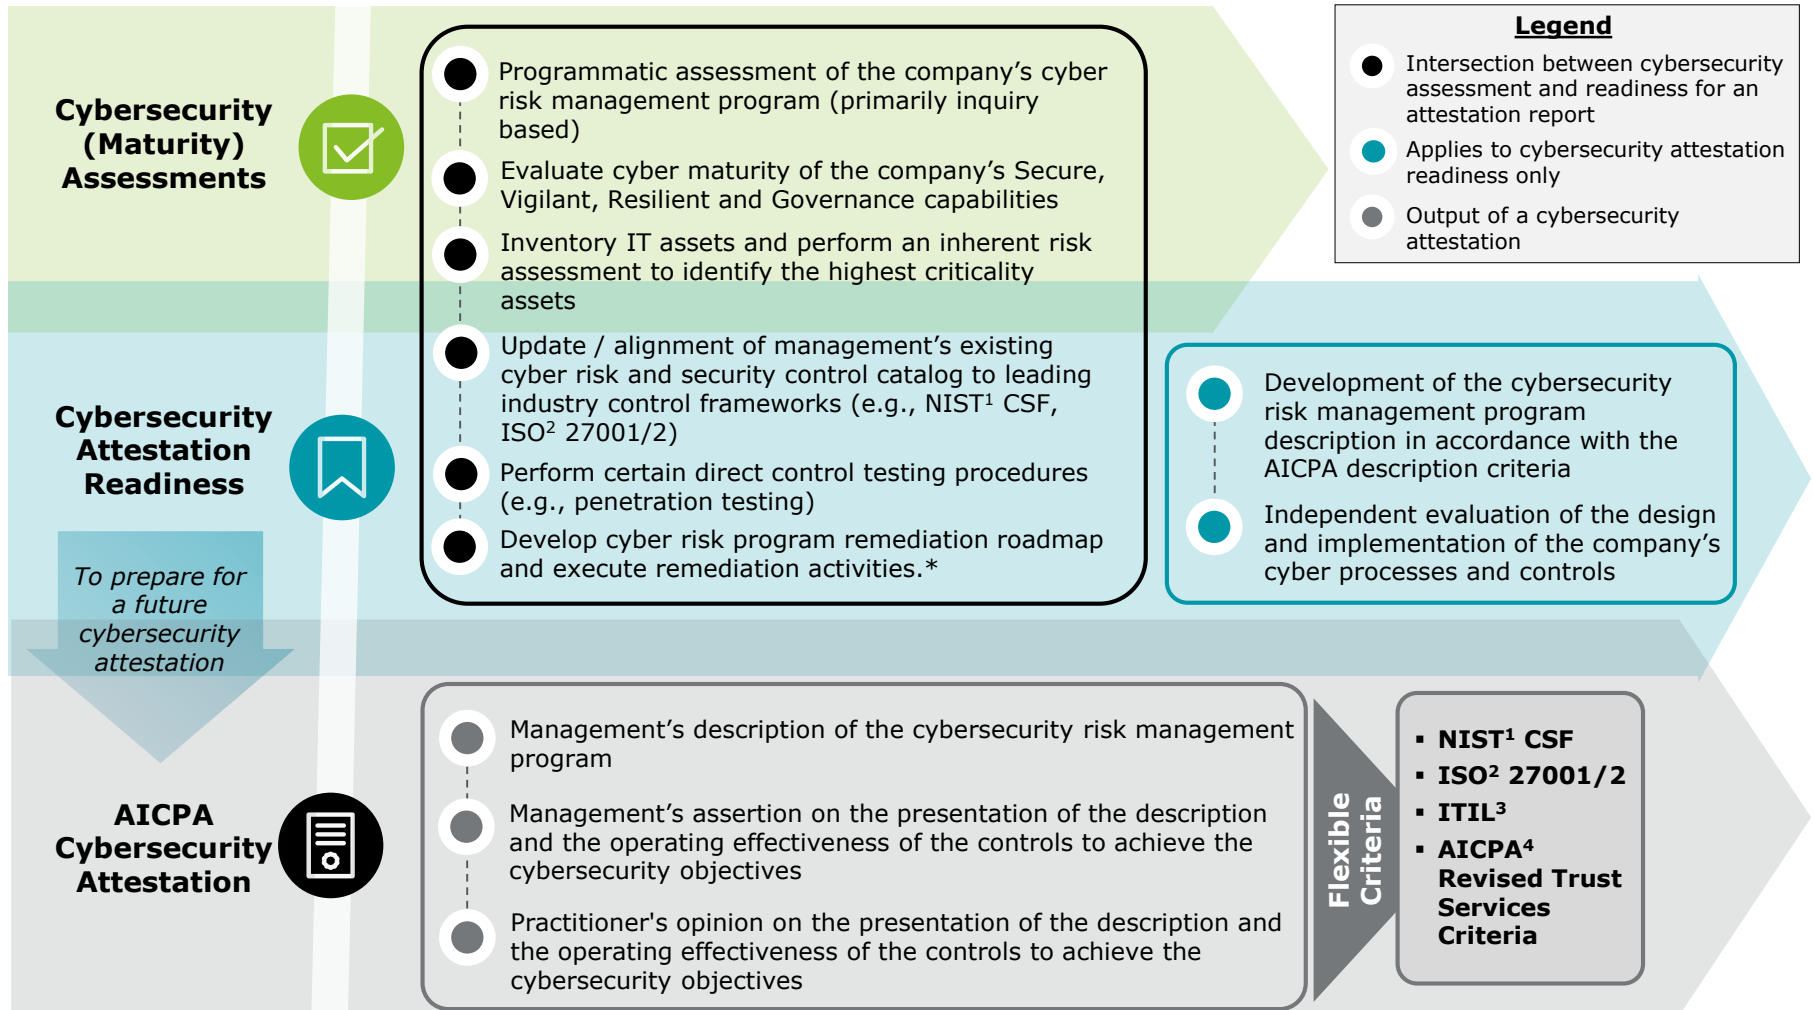 Cybersecurity
(Maturity)
Assessments
Programmatic assessment of the company’s cyber
risk management program (primarily inquiry
based)
Evaluate cyber maturity of the company’s Secure,
Vigilant, Resilient and Governance capabilities
Inventory IT assets and perform an inherent risk
assessment to identify the highest criticality
assets
Legend
Intersection between cybersecurity
assessment and readiness for an
attestation report
Applies to cybersecurity attestation
readiness only
Output of a cybersecurity
attestation
Cybersecurity
Attestation
Readiness
Update / alignment of management’s existing
cyber risk and security control catalog to leading
industry control frameworks (e.g., NIST¹ CSF,
ISO² 27001/2)
Perform certain direct control testing procedures
(e.g., penetration testing)
Develop cyber risk program remediation roadmap
and execute remediation activities.*
Development of the cybersecurity
risk management program
description in accordance with the
AICPA description criteria
Independent evaluation of the design
and implementation of the company’s
cyber processes and controls
To prepare for
a future
cybersecurity
attestation
AICPA
Cybersecurity
Attestation
Management’s description of the cybersecurity risk management
program
Management’s assertion on the presentation of the description
and the operating effectiveness of the controls to achieve the
cybersecurity objectives
Practitioner's opinion on the presentation of the description and
the operating effectiveness of the controls to achieve the
cybersecurity objectives
Flexible
Criteria
▪ NIST¹ CSF
▪ ISO² 27001/2
▪ ITIL³
▪ AICPA⁴
Revised Trust
Services
Criteria